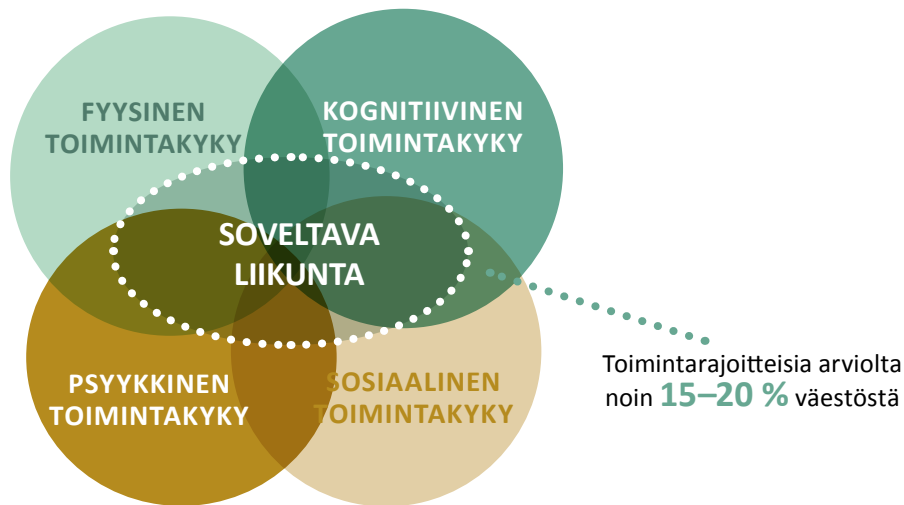 FYYSINEN
TOIMINTAKYKY
KOGNITIIVINEN
TOIMINTAKYKY
SOVELTAVA
LIIKUNTA
PSYYKKINEN
TOIMINTAKYKY
SOSIAALINEN
TOIMINTAKYKY
Toimintarajoitteisia arviolta
noin 15–20 % väestöstä